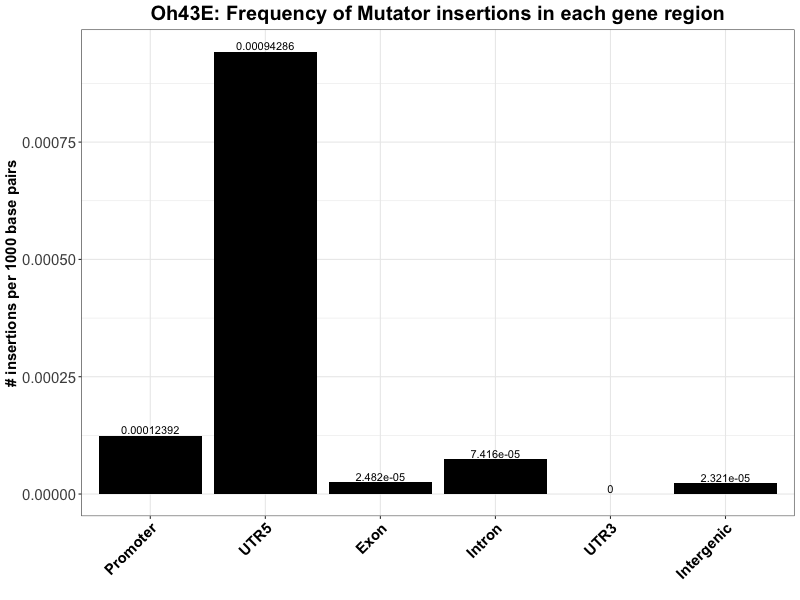 Oh43E: Frequency of Mutator insertions in each gene region
# insertions per 1000 base pairs
0.00075
0.00050
0.00025
0.00000
0.00012392
0.00094286
2.482e-05
7.416e-05
0
2.321e-05
Promoter
UTR5
Exon
Intron
UTR3
Intergenic